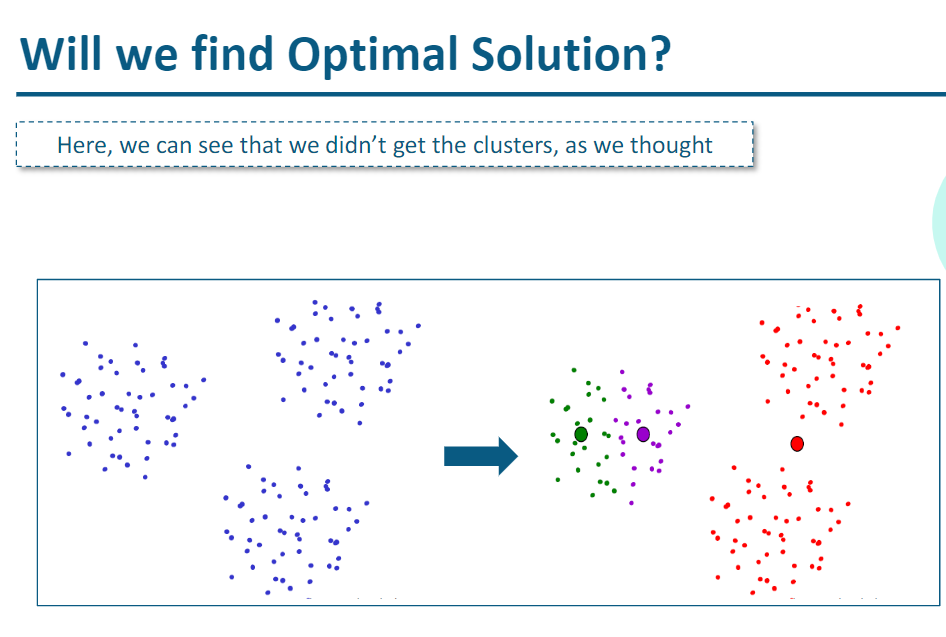 Will we find Optimal Solution?
Here, we can see that we didn’t get the clusters, as we thought